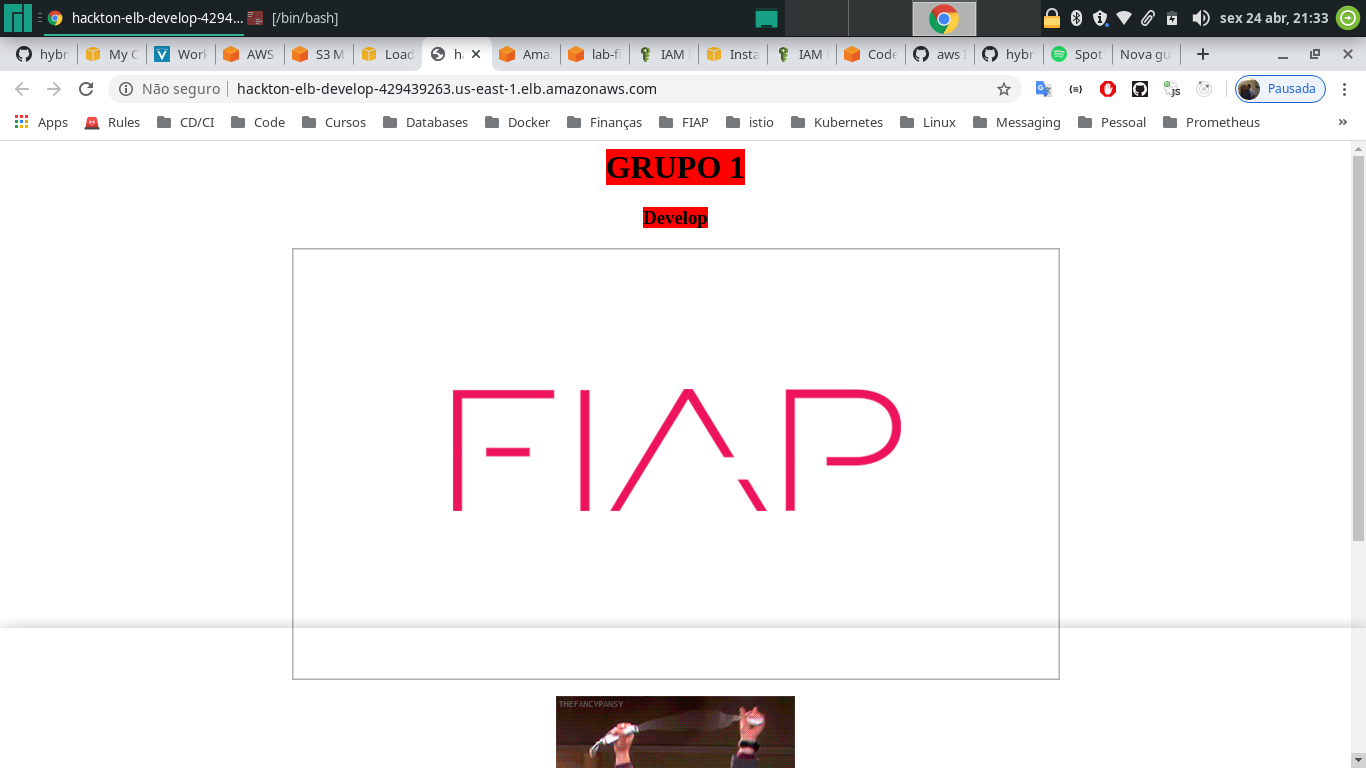 hackton-elb-develop-4294... [/bin/bash] sex 24 abr, 21:33
hybr My C Work AWS S3 M Load ha Ama. lab-fi IAM Insta IAM Code aws hybr Spot Nova gu
Não seguro hackton-elb-develop-429439263.us-east-1.elb.amazonaws.com Pausada
Apps Rules CD/CI Code Cursos Databases Docker Finanças FIAP istio Kubernetes Linux Messaging Pessoal Prometheus »
GRUPO 1
Develop
FIAP
THEFANCYPANSY